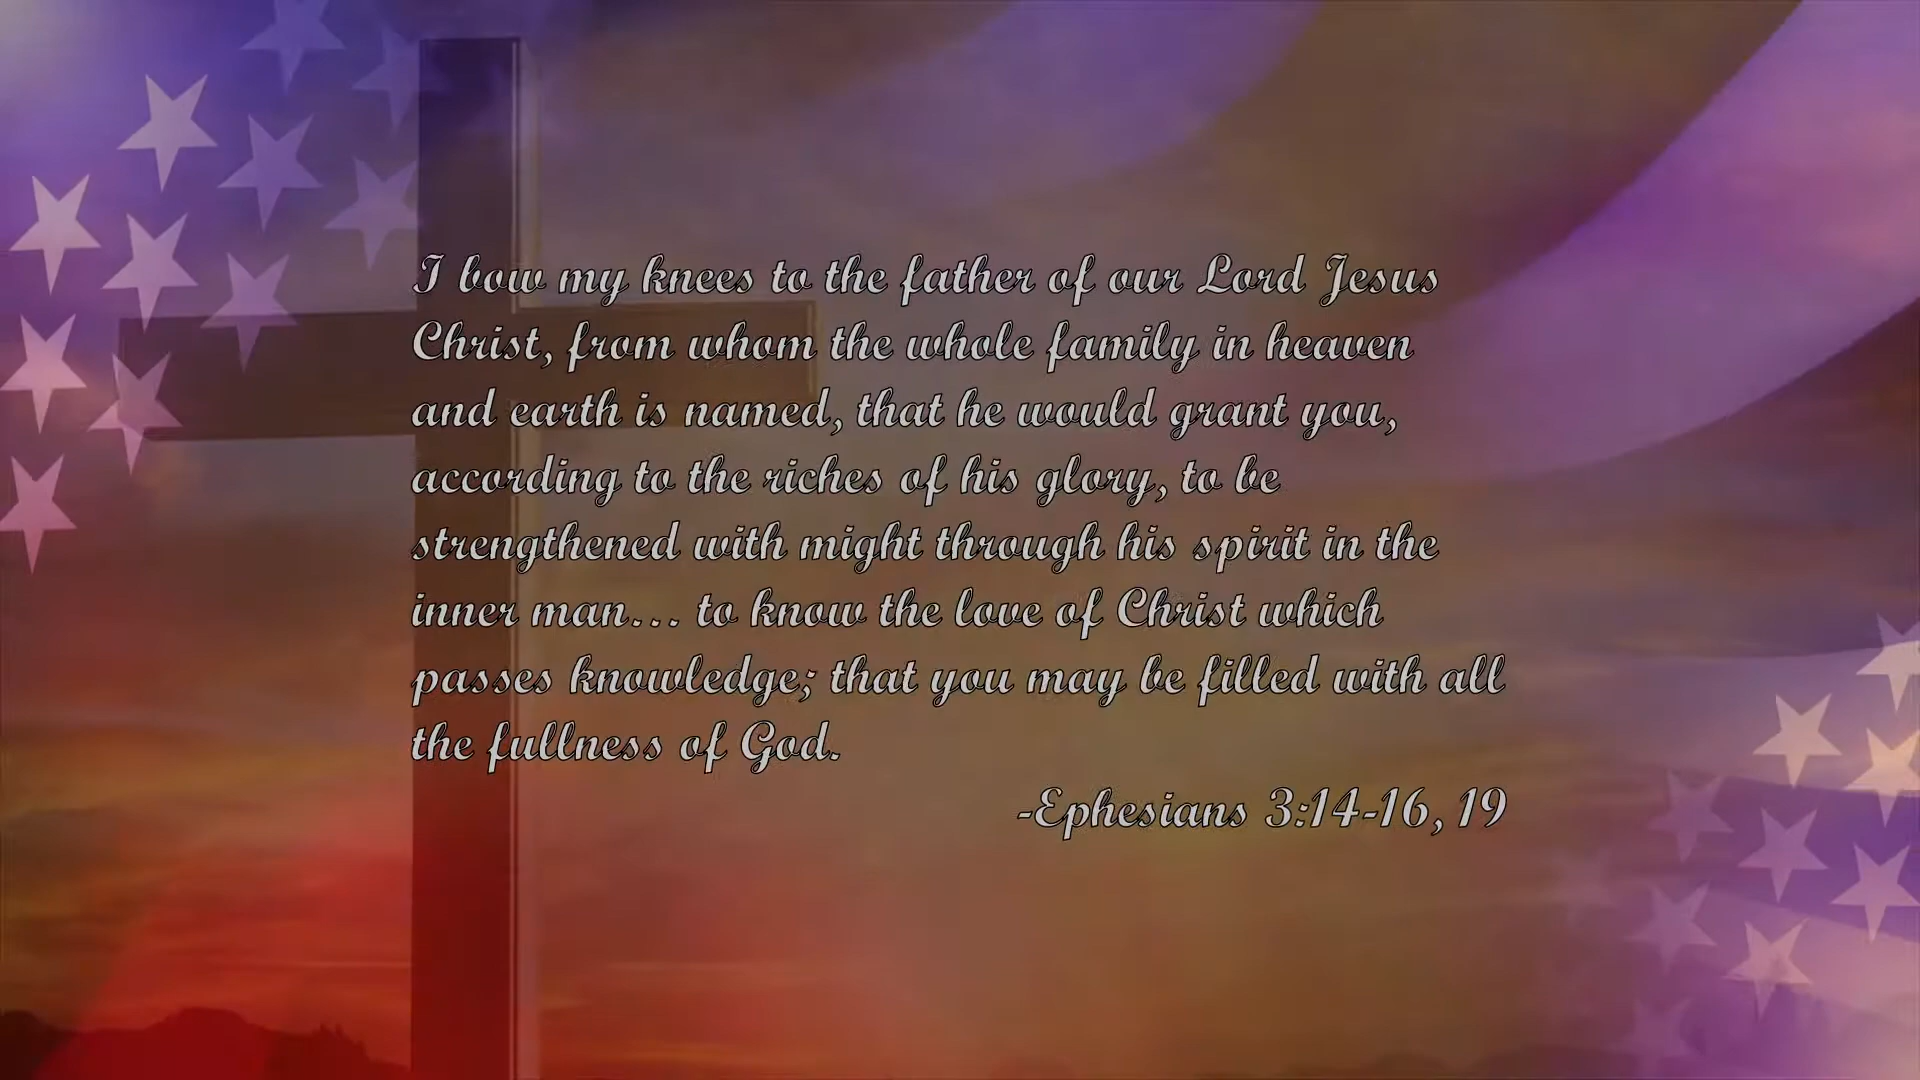 I bow my knees to the father of our Lord Jesus
Christ, from whom the whole family in heaven
and earth is named, that he would grant you,
according to the riches of his glory, to be
strengthened with might through his spirit in the
inner man... to know the love of Christ which
passes knowledge; that you may be filled with all
the fullness of God.
-Ephesians 3:14-16, 19